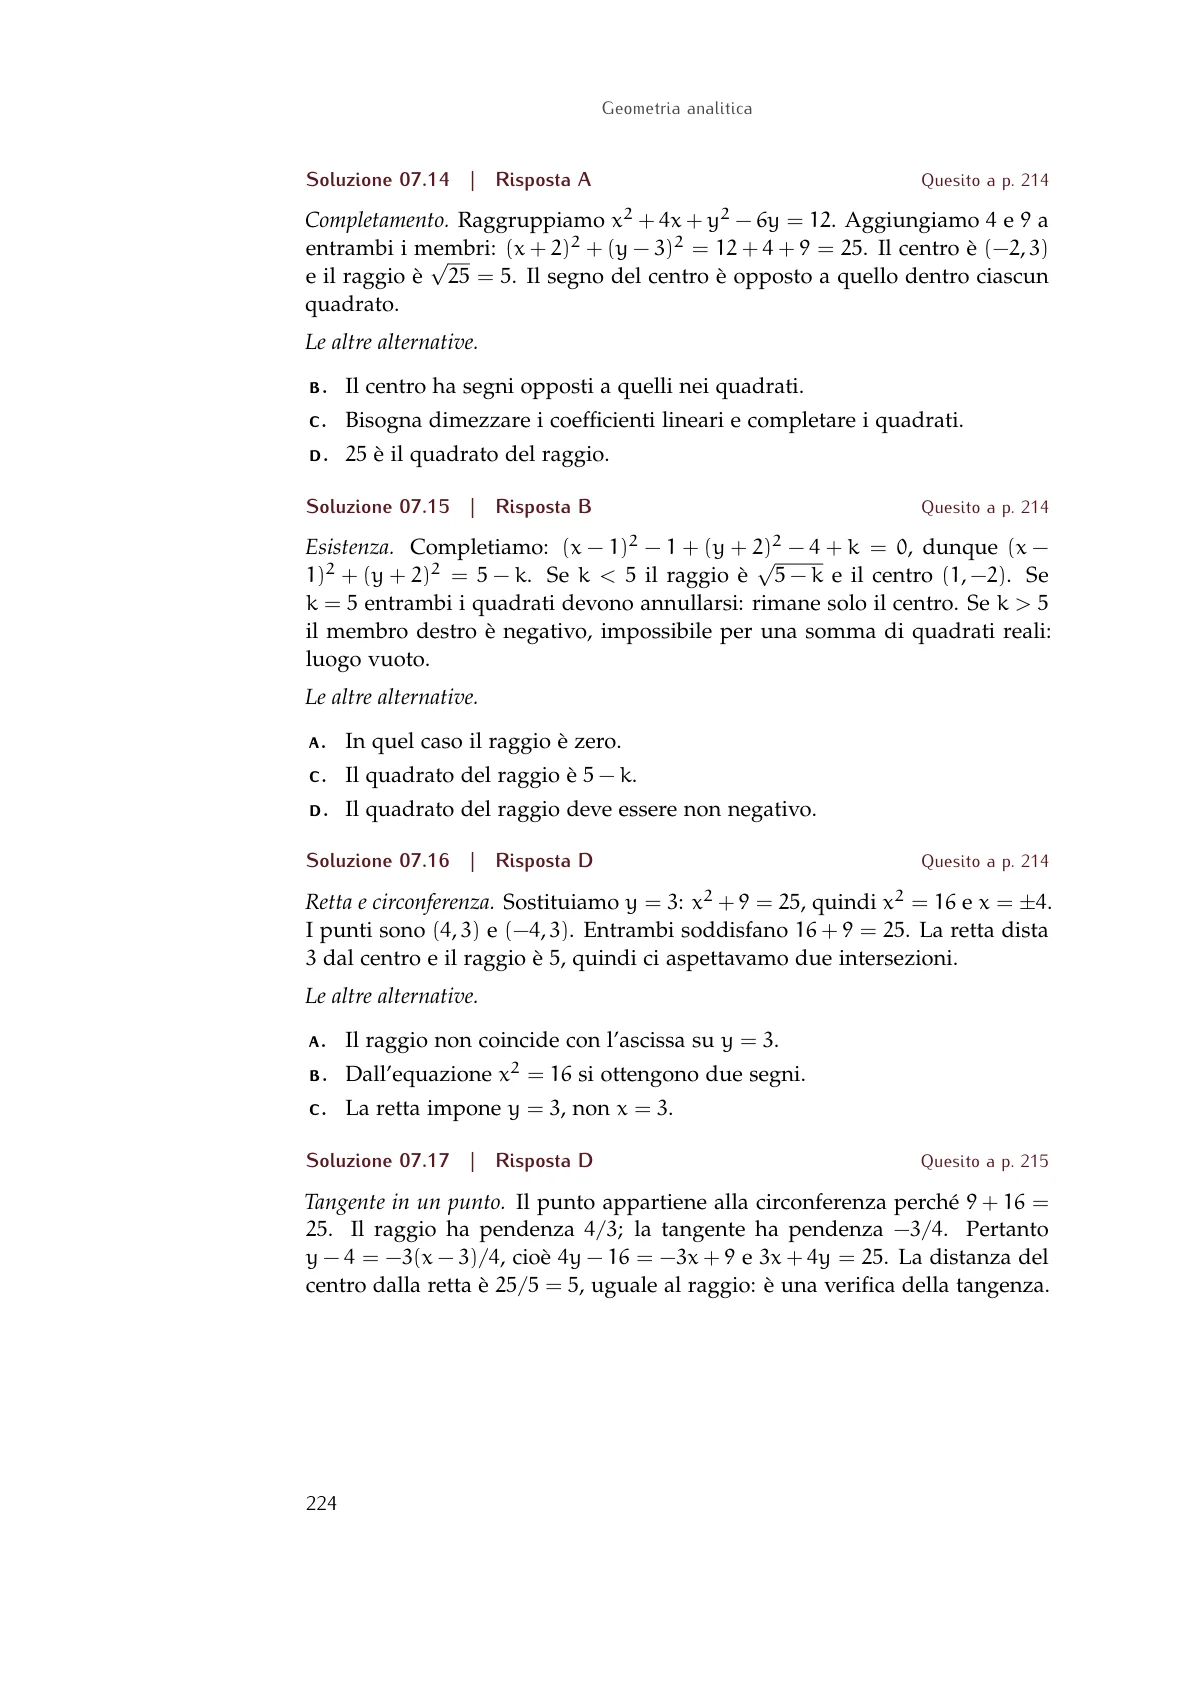 Geometria analitica
Soluzione 07.14 | Risposta A Quesito a p. 214
Completamento. Raggruppiamo x² + 4x + y² − 6y = 12. Aggiungiamo 4 e 9 a
entrambi i membri: (x + 2)² + (y − 3)² = 12 + 4 + 9 = 25. Il centro è (−2, 3)
e il raggio è √25 = 5. Il segno del centro è opposto a quello dentro ciascun
quadrato.
Le altre alternative.
B. Il centro ha segni opposti a quelli nei quadrati.
C. Bisogna dimezzare i coefficienti lineari e completare i quadrati.
D. 25 è il quadrato del raggio.
Soluzione 07.15 | Risposta B Quesito a p. 214
Esistenza. Completiamo: (x − 1)² − 1 + (y + 2)² − 4 + k = 0, dunque (x −
1)² + (y + 2)² = 5 − k. Se k < 5 il raggio è √(5 − k) e il centro (1, −2). Se
k = 5 entrambi i quadrati devono annullarsi: rimane solo il centro. Se k > 5
il membro destro è negativo, impossibile per una somma di quadrati reali:
luogo vuoto.
Le altre alternative.
A. In quel caso il raggio è zero.
C. Il quadrato del raggio è 5 − k.
D. Il quadrato del raggio deve essere non negativo.
Soluzione 07.16 | Risposta D Quesito a p. 214
Retta e circonferenza. Sostituiamo y = 3: x² + 9 = 25, quindi x² = 16 e x = ±4.
I punti sono (4, 3) e (−4, 3). Entrambi soddisfano 16 + 9 = 25. La retta dista
3 dal centro e il raggio è 5, quindi ci aspettavamo due intersezioni.
Le altre alternative.
A. Il raggio non coincide con l'ascissa su y = 3.
B. Dall'equazione x² = 16 si ottengono due segni.
C. La retta impone y = 3, non x = 3.
Soluzione 07.17 | Risposta D Quesito a p. 215
Tangente in un punto. Il punto appartiene alla circonferenza perché 9 + 16 =
25. Il raggio ha pendenza 4/3; la tangente ha pendenza −3/4. Pertanto
y − 4 = −3(x − 3)/4, cioè 4y − 16 = −3x + 9 e 3x + 4y = 25. La distanza del
centro dalla retta è 25/5 = 5, uguale al raggio: è una verifica della tangenza.
224